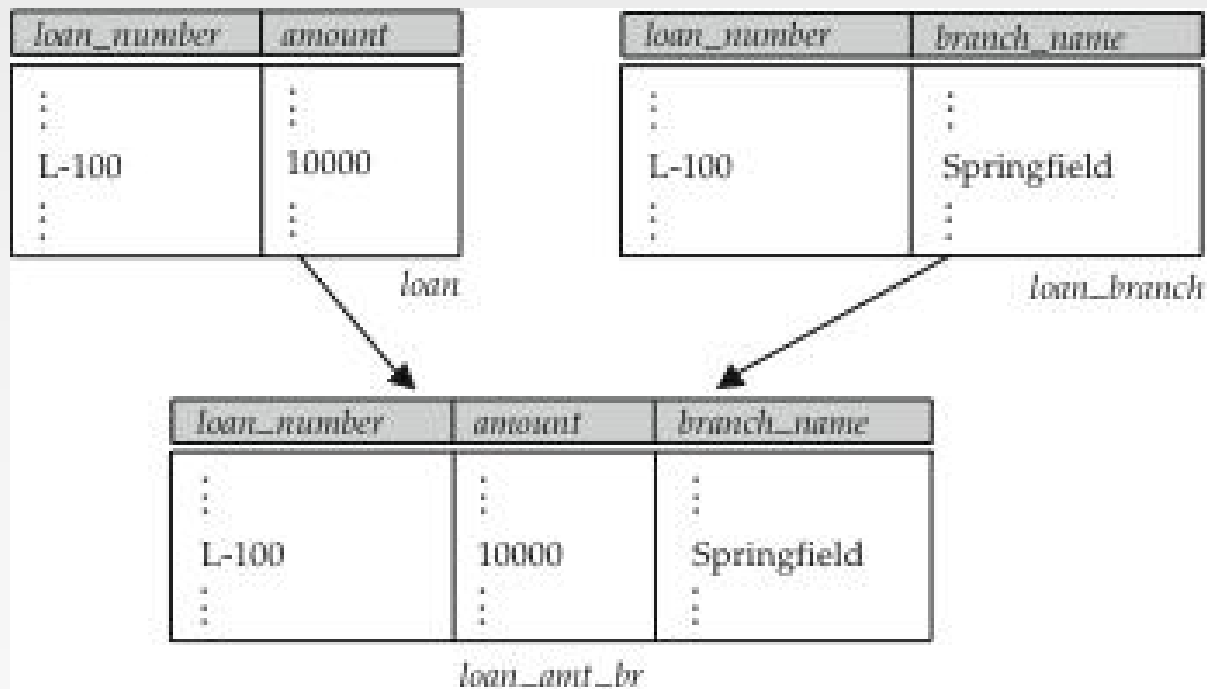 loan_number amount
L-100 10000
loan
loan_number branch_name
L-100 Springfield
loan_branch
loan_number amount branch_name
L-100 10000 Springfield
loan_amt_br